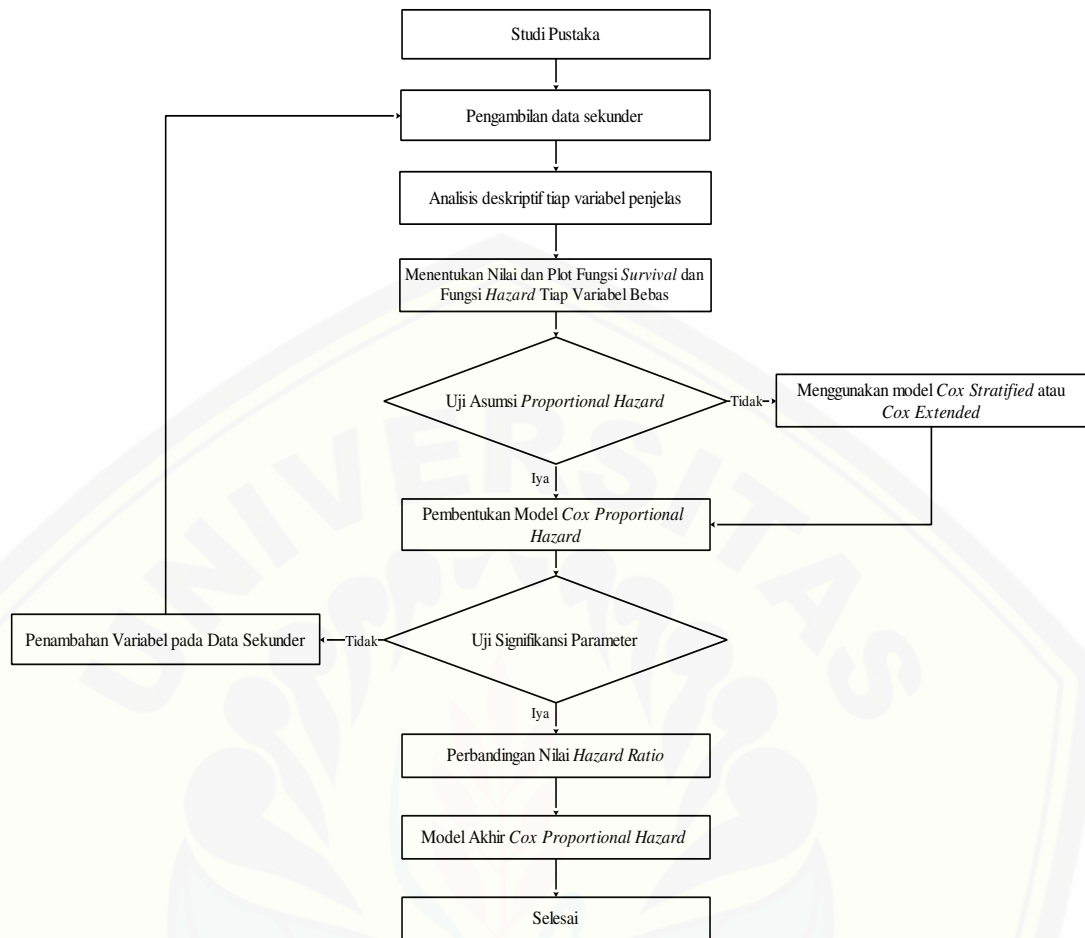 Studi Pustaka
Pengambilan data sekunder
Analisis deskriptif tiap variabel penjelas
Menentukan Nilai dan Plot Fungsi Survival dan
Fungsi Hazard Tiap Variabel Bebas
Uji Asumsi Proportional Hazard
Tidak
Menggunakan model Cox Stratified atau
Cox Extended
Iya
Pembentukan Model Cox Proportional
Hazard
Uji Signifikansi Parameter
Tidak
Penambahan Variabel pada Data Sekunder
Iya
Perbandingan Nilai Hazard Ratio
Model Akhir Cox Proportional Hazard
Selesai
UNIVERSITAS